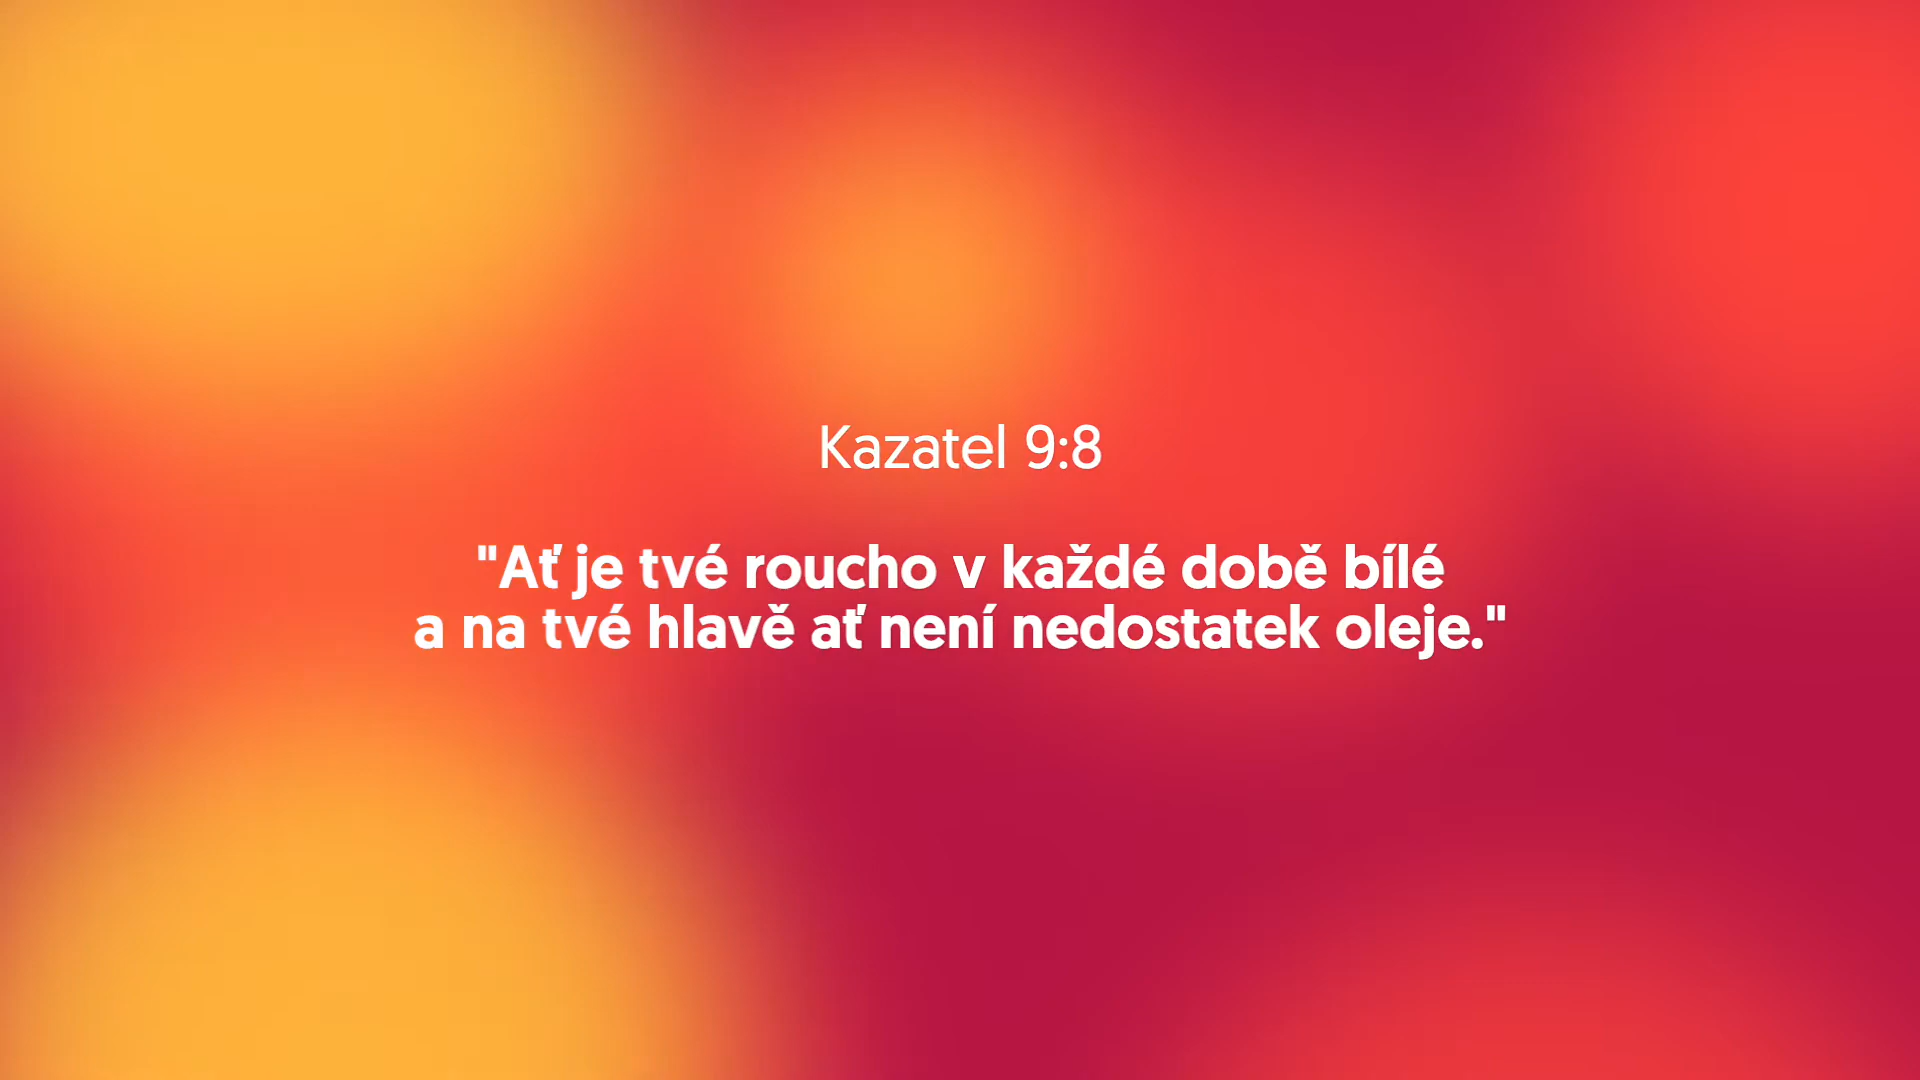 Kazatel 9:8
"Ať je tvé roucho v každé době bílé
a na tvé hlavě ať není nedostatek oleje."